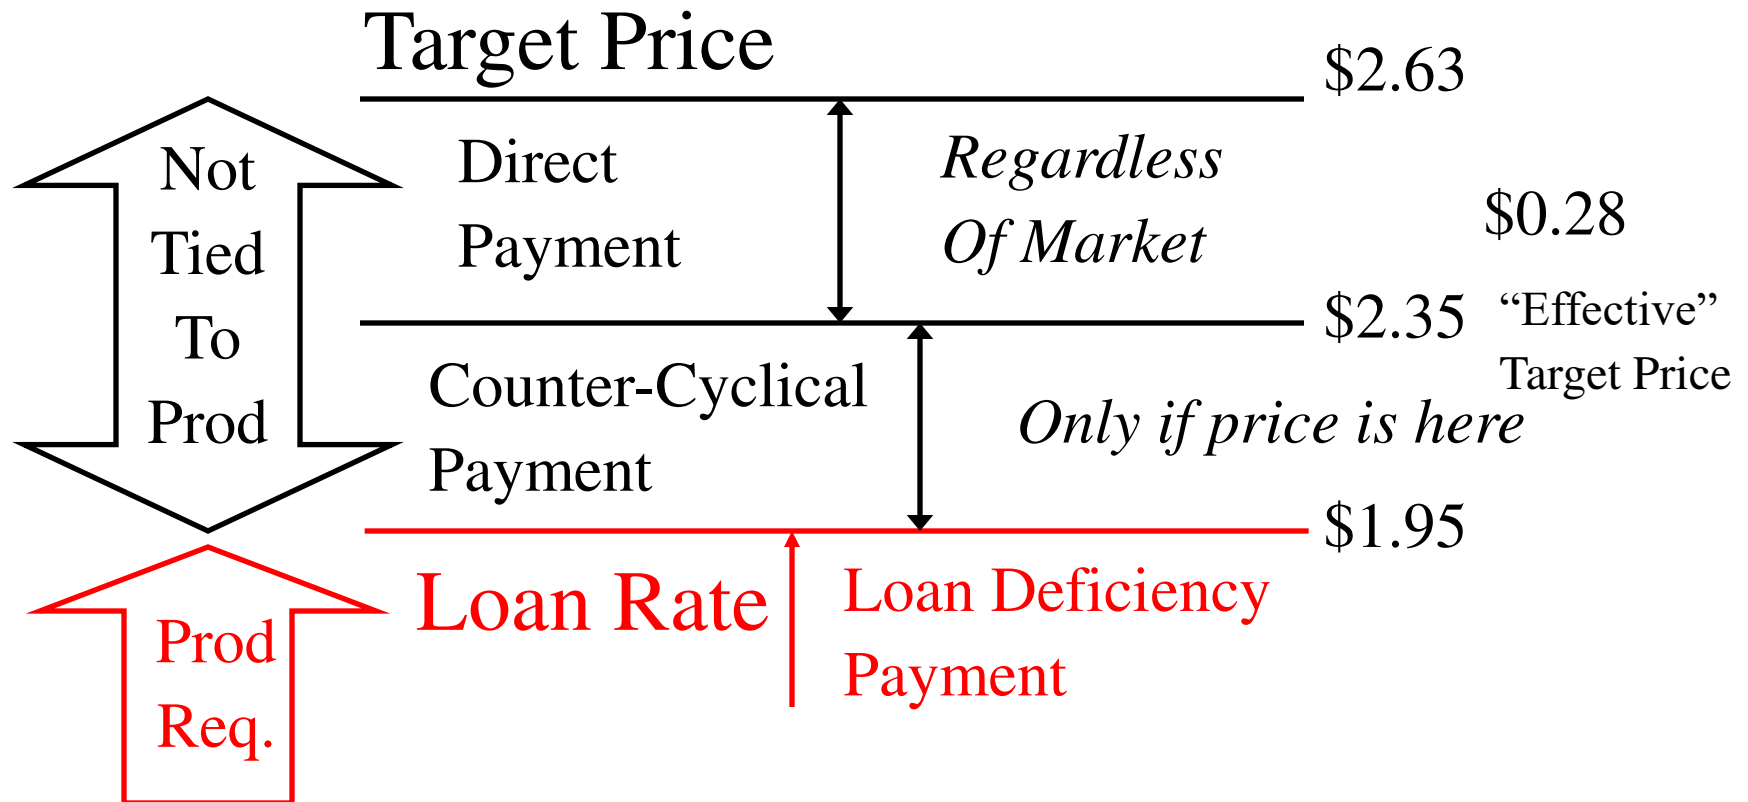 Target Price
$2.63
Not
Tied
To
Prod
Direct
Payment
Regardless
Of Market
$0.28
$2.35
“Effective”
Target Price
Counter-Cyclical
Payment
Only if price is here
$1.95
Prod
Req.
Loan Rate
Loan Deficiency
Payment